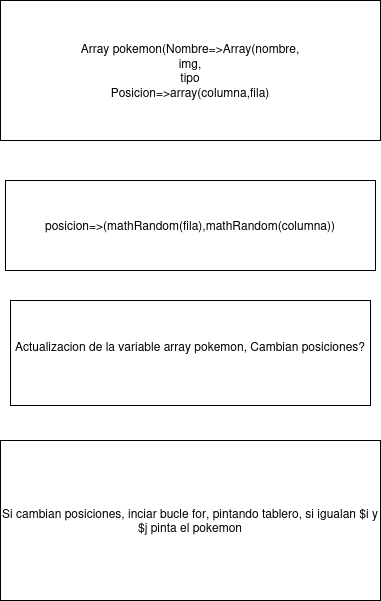 Array pokemon(Nombre=>Array(nombre,
img,
tipo
Posicion=>array(columna,fila)
posicion=>(mathRandom(fila),mathRandom(columna))
Actualizacion de la variable array pokemon, Cambian posiciones?
Si cambian posiciones, inciar bucle for, pintando tablero, si igualan $i y
$j pinta el pokemon